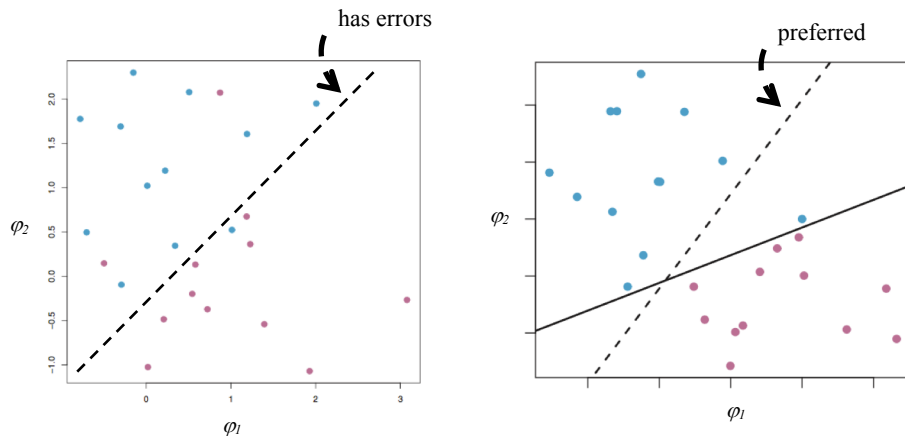 has errors
2.0
1.5
1.0
0.5
0.0
-0.5
-1.0
φ2
0 1 2 3
φ1
preferred
φ2
φ1